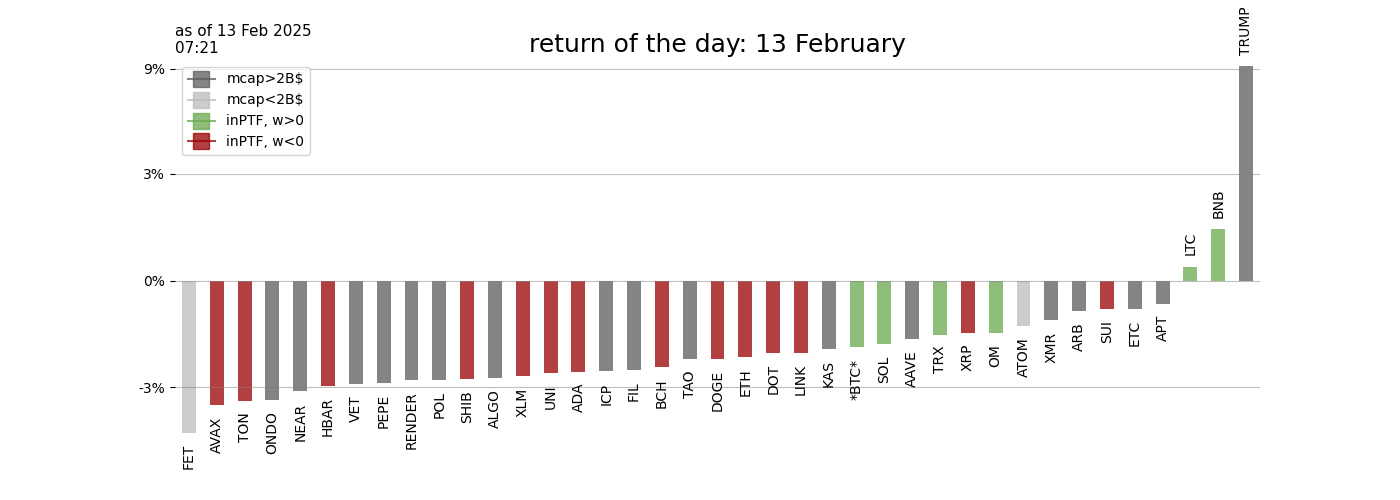 as of 13 Feb 2025
07:21
return of the day: 13 February
TRUMP
9%
3%
0%
-3%
mcap>2B$
mcap<2B$
inPTF, w>0
inPTF, w<0
FET
AVAX
TON
ONDO
NEAR
HBAR
VET
PEPE
RENDER
POL
SHIB
ALGO
XLM
UNI
ADA
ICP
FIL
BCH
TAO
DOGE
ETH
DOT
LINK
KAS
*BTC*
SOL
AAVE
TRX
XRP
OM
ATOM
XMR
ARB
SUI
ETC
APT
LTC
BNB